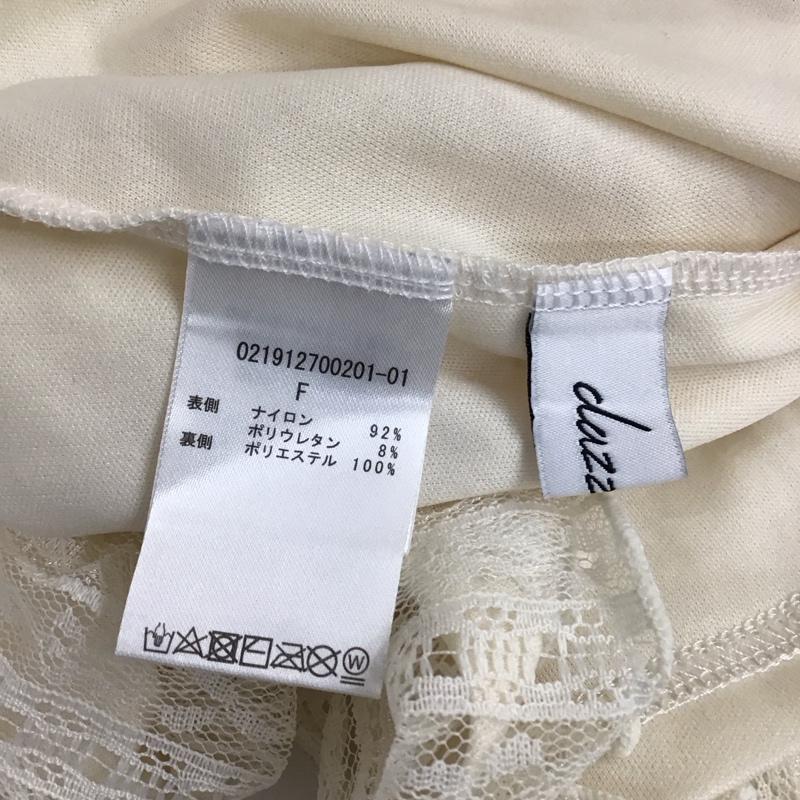 021912700201-01
F
表側 ナイロン 92%
ポリウレタン 8%
裏側 ポリエステル 100%
W
dazz